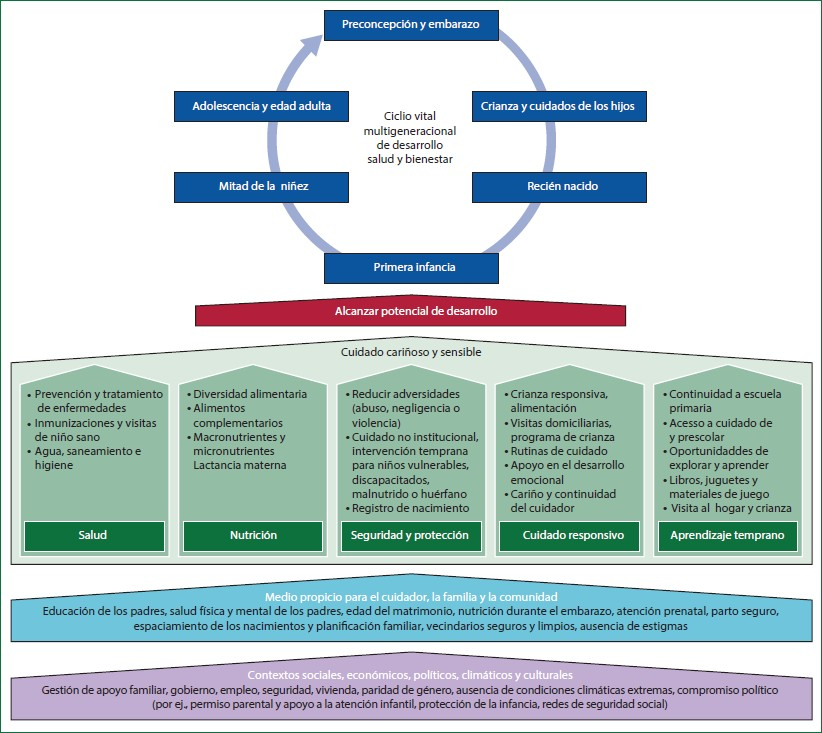 Preconcepción y embarazo
Adolescencia y edad adulta
Crianza y cuidados de los hijos
Ciclio vital
multigeneracional
de desarrollo
salud y bienestar
Mitad de la niñez
Recién nacido
Primera infancia
Alcanzar potencial de desarrollo
Cuidado cariñoso y sensible
• Prevención y tratamiento
de enfermedades
• Inmunizaciones y visitas
de niño sano
• Agua, saneamiento e
higiene
Salud
• Diversidad alimentaria
• Alimentos
complementarios
• Macronutrientes y
micronutrientes
Lactancia materna
Nutrición
• Reducir adversidades
(abuso, negligencia o
violencia)
• Cuidado no institucional,
intervención temprana
para niños vulnerables,
discapacitados,
malnutrido o huérfano
• Registro de nacimiento
Seguridad y protección
• Crianza responsiva,
alimentación
• Visitas domiciliarias,
programa de crianza
• Rutinas de cuidado
• Apoyo en el desarrollo
emocional
• Cariño y continuidad
del cuidador
Cuidado responsivo
• Continuidad a escuela
primaria
• Acesso a cuidado de
y prescolar
• Oportunidaddes de
explorar y aprender
• Libros, juguetes y
materiales de juego
• Visita al hogar y crianza
Aprendizaje temprano
Medio propicio para el cuidador, la familia y la comunidad
Educación de los padres, salud física y mental de los padres, edad del matrimonio, nutrición durante el embarazo, atención prenatal, parto seguro,
espaciamiento de los nacimientos y planificación familiar, vecindarios seguros y limpios, ausencia de estigmas
Contextos sociales, económicos, políticos, climáticos y culturales
Gestión de apoyo familiar, gobierno, empleo, seguridad, vivienda, paridad de género, ausencia de condiciones climáticas extremas, compromiso político
(por ej., permiso parental y apoyo a la atención infantil, protección de la infancia, redes de seguridad social)